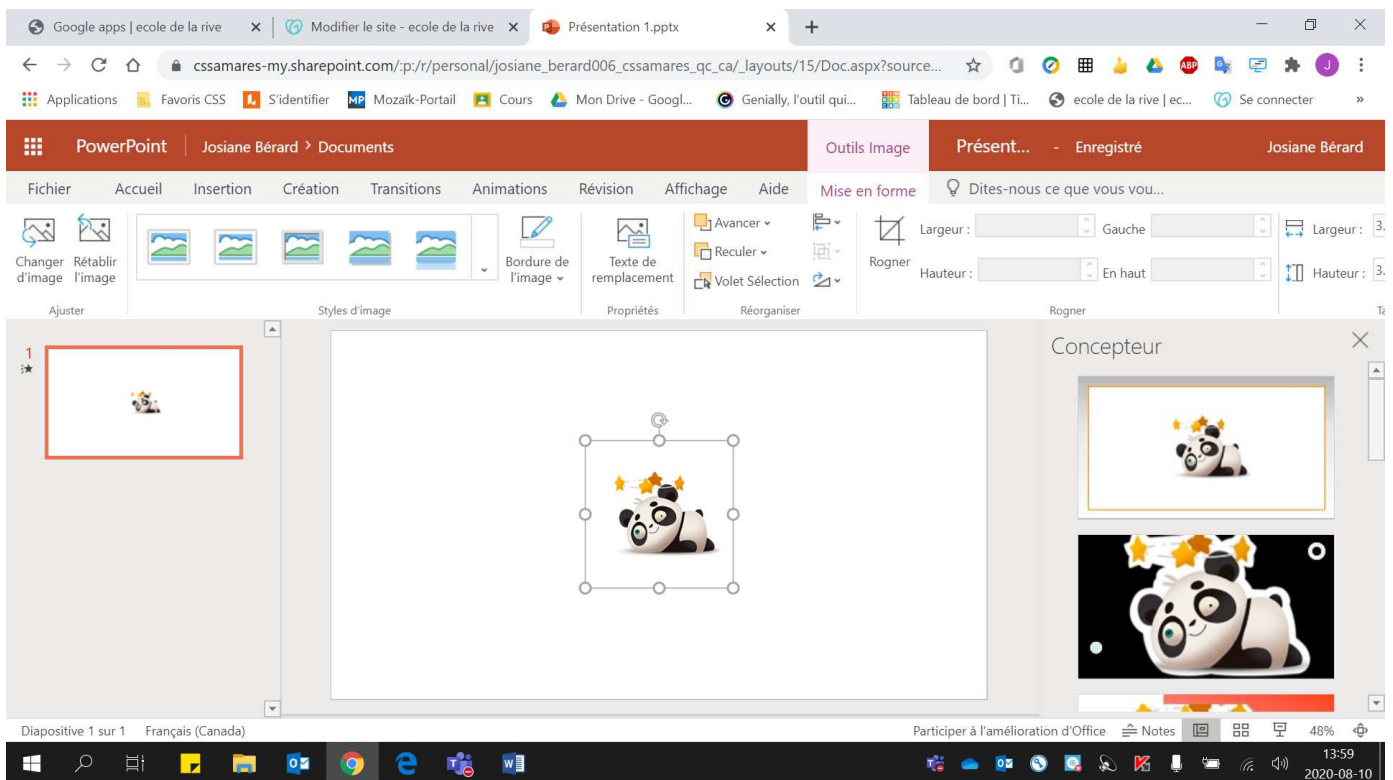 Google apps | ecole de la rive
Modifier le site - ecole de la rive
Présentation 1.pptx
cssamares-my.sharepoint.com/:p:/r/personal/josiane_berard006_cssamares_qc_ca/_layouts/15/Doc.aspx?source...
ABP
J
Applications
Favoris CSS
S'identifier
MP Mozaïk-Portail
Cours
Mon Drive - Googl...
Genially, l'outil qui...
Tableau de bord | Ti...
ecole de la rive | ec...
Se connecter
»
PowerPoint
Josiane Bérard > Documents
Outils Image
Présent... - Enregistré
Josiane Bérard
Fichier
Accueil
Insertion
Création
Transitions
Animations
Révision
Affichage
Aide
Mise en forme
Dites-nous ce que vous vou...
Changer d'image
Rétablir l'image
Ajuster
Styles d'image
Bordure de l'image
Texte de remplacement
Propriétés
Avancer
Reculer
Volet Sélection
Réorganiser
Rogner
Largeur :
Hauteur :
Gauche
En haut
Rogner
Largeur : 3.
Hauteur : 3.
Ta
1
Concepteur
Diapositive 1 sur 1
Français (Canada)
Participer à l'amélioration d'Office
Notes
48%
13:59
2020-08-10